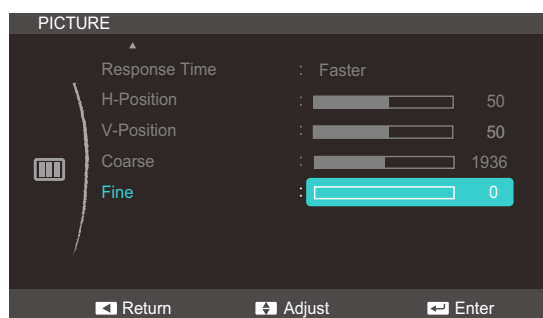 PICTURE
Response Time : Faster
H-Position : 50
V-Position : 50
Coarse : 1936
Fine : 0
Return Adjust Enter